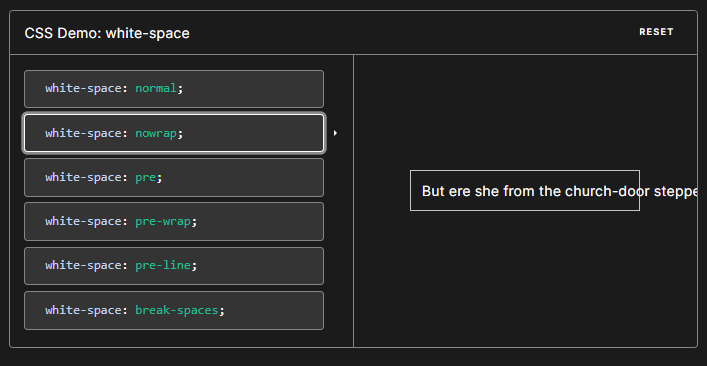 CSS Demo: white-space
RESET
white-space: normal;
white-space: nowrap;
white-space: pre;
white-space: pre-wrap;
white-space: pre-line;
white-space: break-spaces;
But ere she from the church-door steppe